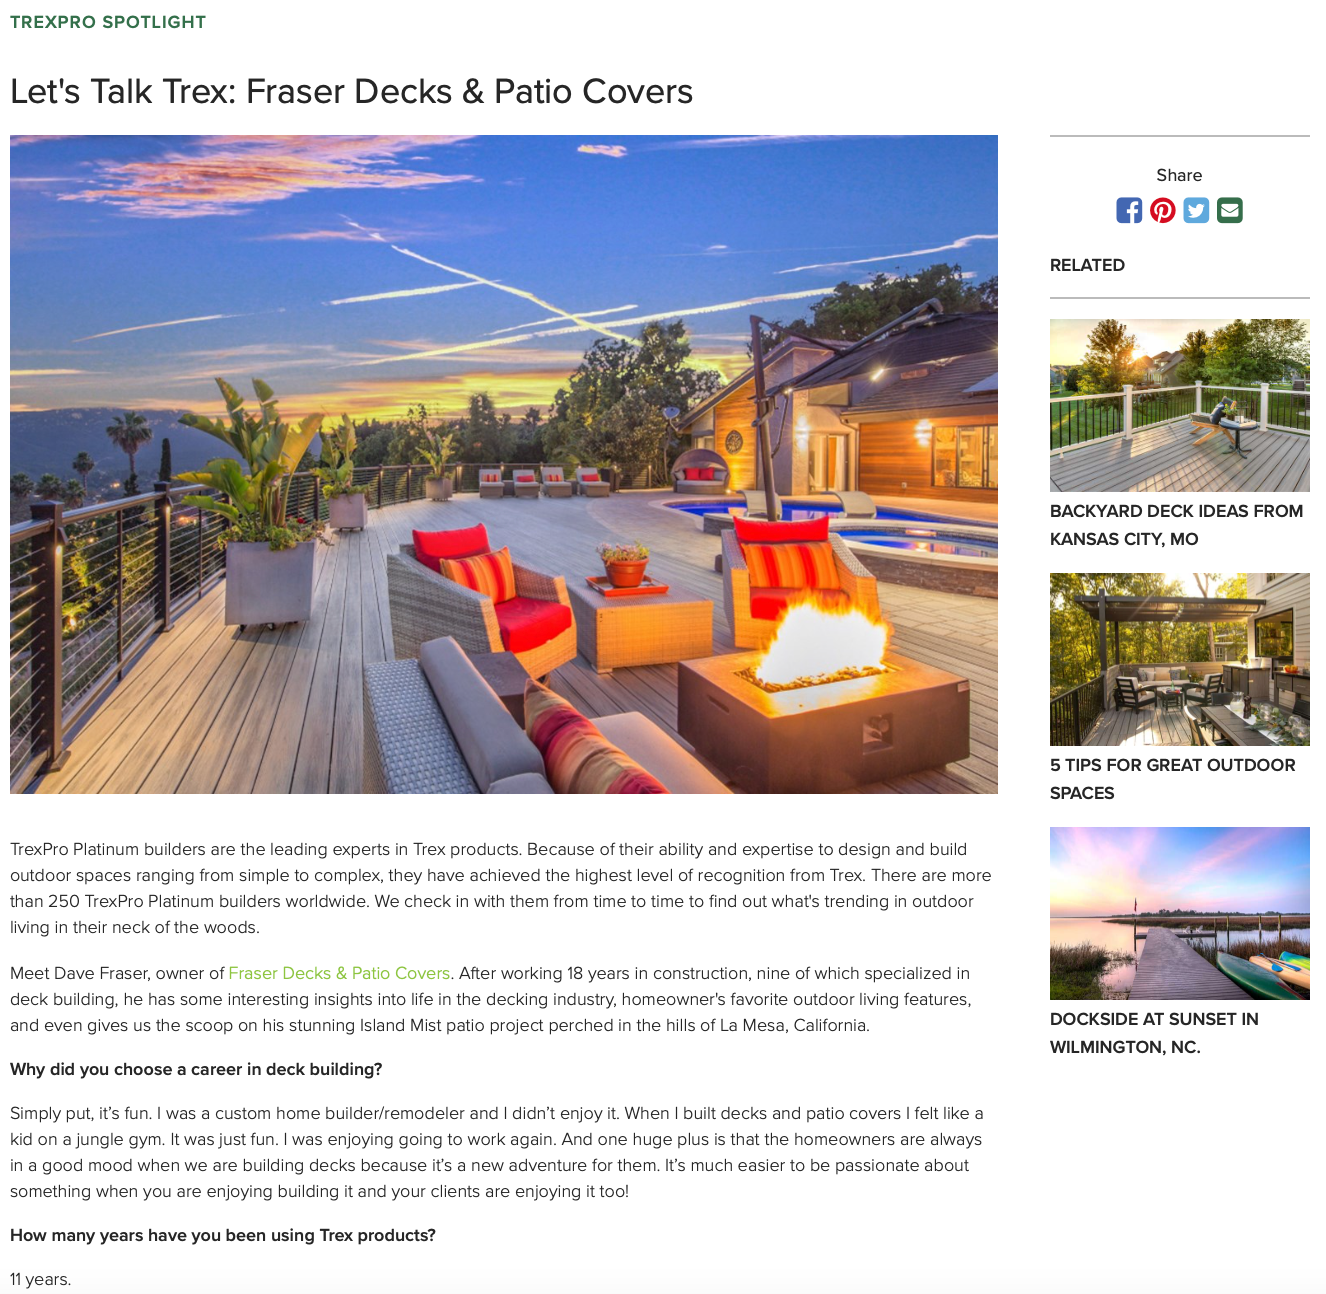 TREXPRO SPOTLIGHT
Let's Talk Trex: Fraser Decks & Patio Covers
Share
RELATED
BACKYARD DECK IDEAS FROM
KANSAS CITY, MO
5 TIPS FOR GREAT OUTDOOR
SPACES
DOCKSIDE AT SUNSET IN
WILMINGTON, NC.
TrexPro Platinum builders are the leading experts in Trex products. Because of their ability and expertise to design and build
outdoor spaces ranging from simple to complex, they have achieved the highest level of recognition from Trex. There are more
than 250 TrexPro Platinum builders worldwide. We check in with them from time to time to find out what's trending in outdoor
living in their neck of the woods.
Meet Dave Fraser, owner of Fraser Decks & Patio Covers. After working 18 years in construction, nine of which specialized in
deck building, he has some interesting insights into life in the decking industry, homeowner's favorite outdoor living features,
and even gives us the scoop on his stunning Island Mist patio project perched in the hills of La Mesa, California.
Why did you choose a career in deck building?
Simply put, it’s fun. I was a custom home builder/remodeler and I didn’t enjoy it. When I built decks and patio covers I felt like a
kid on a jungle gym. It was just fun. I was enjoying going to work again. And one huge plus is that the homeowners are always
in a good mood when we are building decks because it’s a new adventure for them. It’s much easier to be passionate about
something when you are enjoying building it and your clients are enjoying it too!
How many years have you been using Trex products?
11 years.